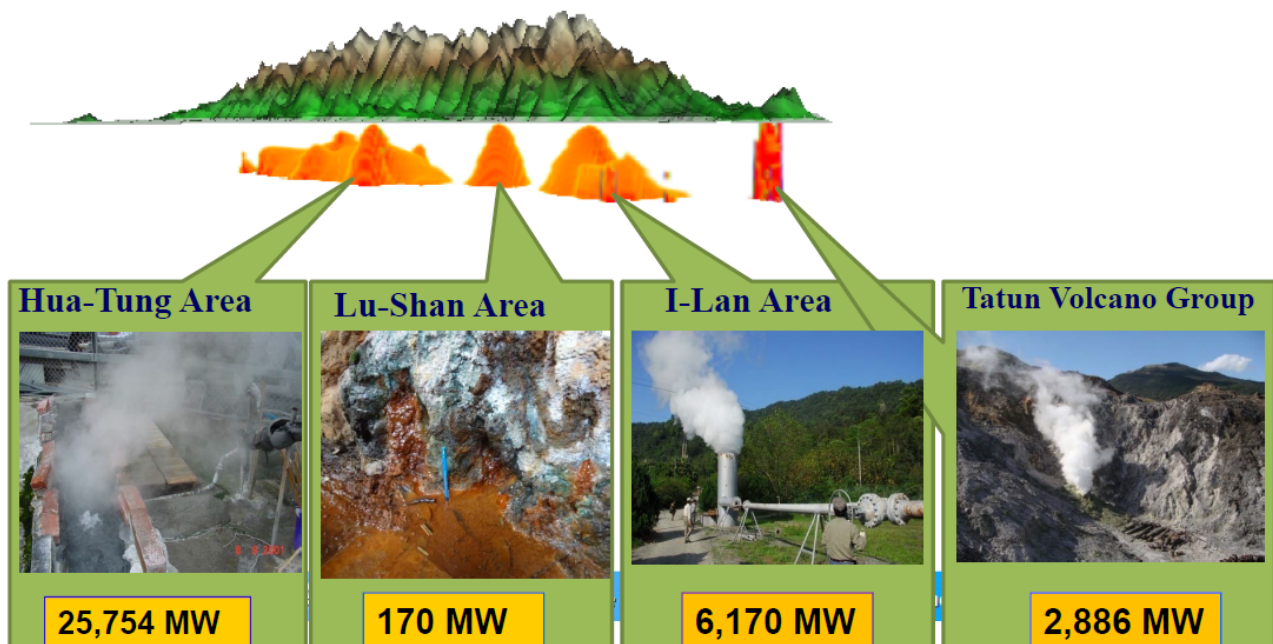 Hua-Tung Area
Lu-Shan Area
I-Lan Area
Tatun Volcano Group
25,754 MW
170 MW
6,170 MW
2,886 MW